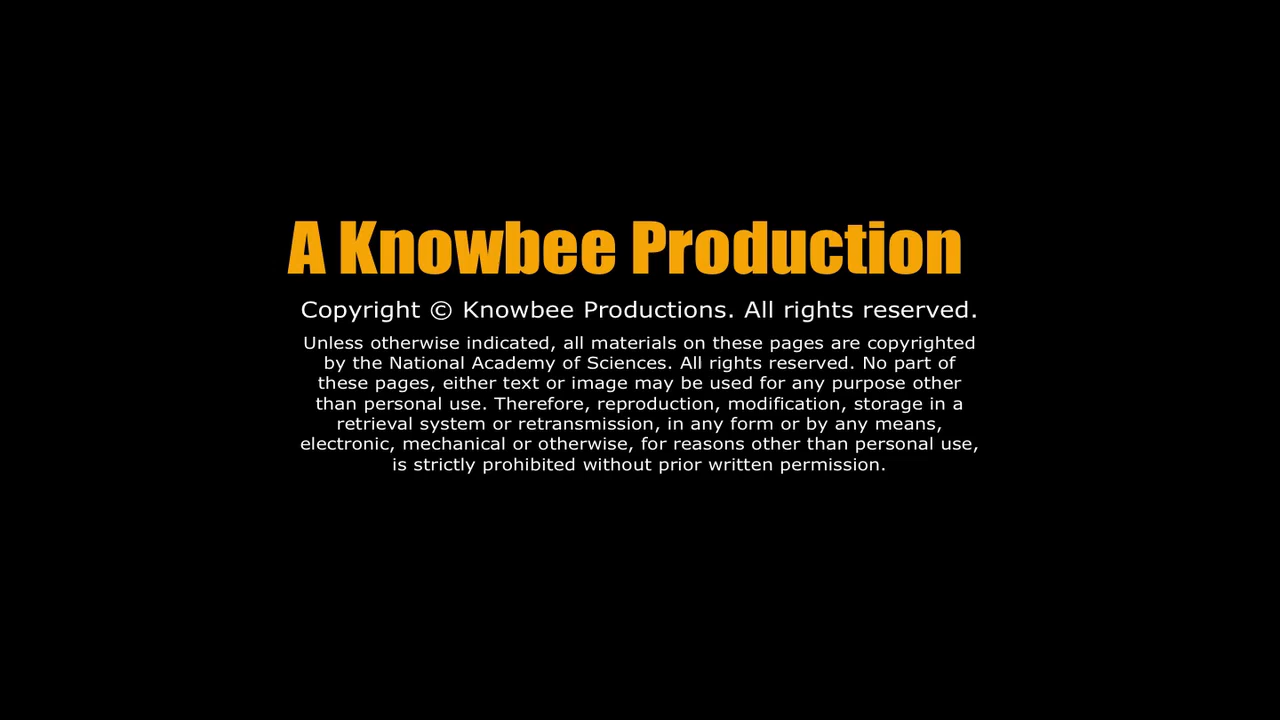 A Knowbee Production
Copyright © Knowbee Productions. All rights reserved.
Unless otherwise indicated, all materials on these pages are copyrighted
by the National Academy of Sciences. All rights reserved. No part of
these pages, either text or image may be used for any purpose other
than personal use. Therefore, reproduction, modification, storage in a
retrieval system or retransmission, in any form or by any means,
electronic, mechanical or otherwise, for reasons other than personal use,
is strictly prohibited without prior written permission.